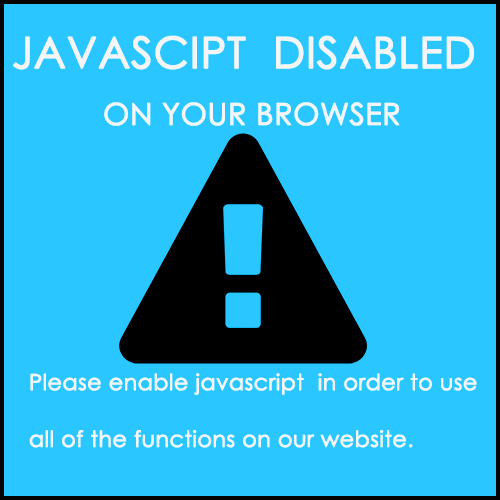 JAVASCIPT DISABLED
ON YOUR BROWSER
!
Please enable javascript in order to use
all of the functions on our website.